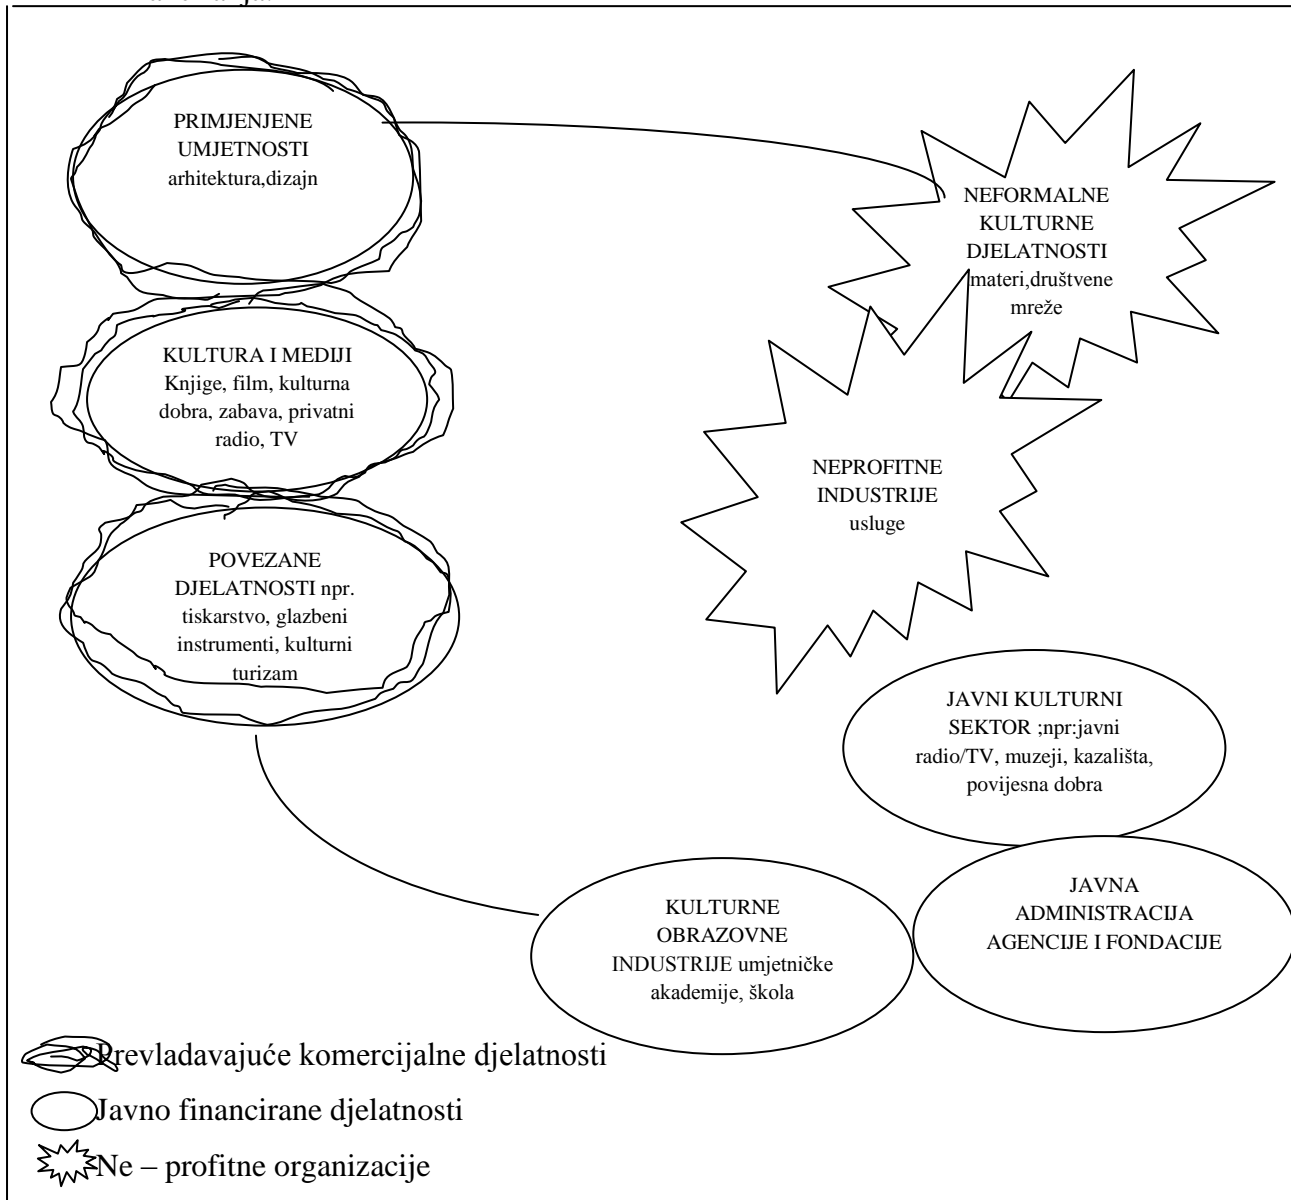 PRIMJENJENE
UMJETNOSTI
arhitektura,dizajn
NEFORMALNE
KULTURNE
DJELATNOSTI
materi,društvene
mreže
KULTURA I MEDIJI
Knjige, film, kulturna
dobra, zabava, privatni
radio, TV
NEPROFITNE
INDUSTRIJE
usluge
POVEZANE
DJELATNOSTI npr.
tiskarstvo, glazbeni
instrumenti, kulturni
turizam
JAVNI KULTURNI
SEKTOR ;npr:javni
radio/TV, muzeji, kazališta,
povijesna dobra
JAVNA
ADMINISTRACIJA
AGENCIJE I FONDACIJE
KULTURNE
OBRAZOVNE
INDUSTRIJE umjetničke
akademije, škola
Prevladavajuće komercijalne djelatnosti
Javno financirane djelatnosti
Ne – profitne organizacije